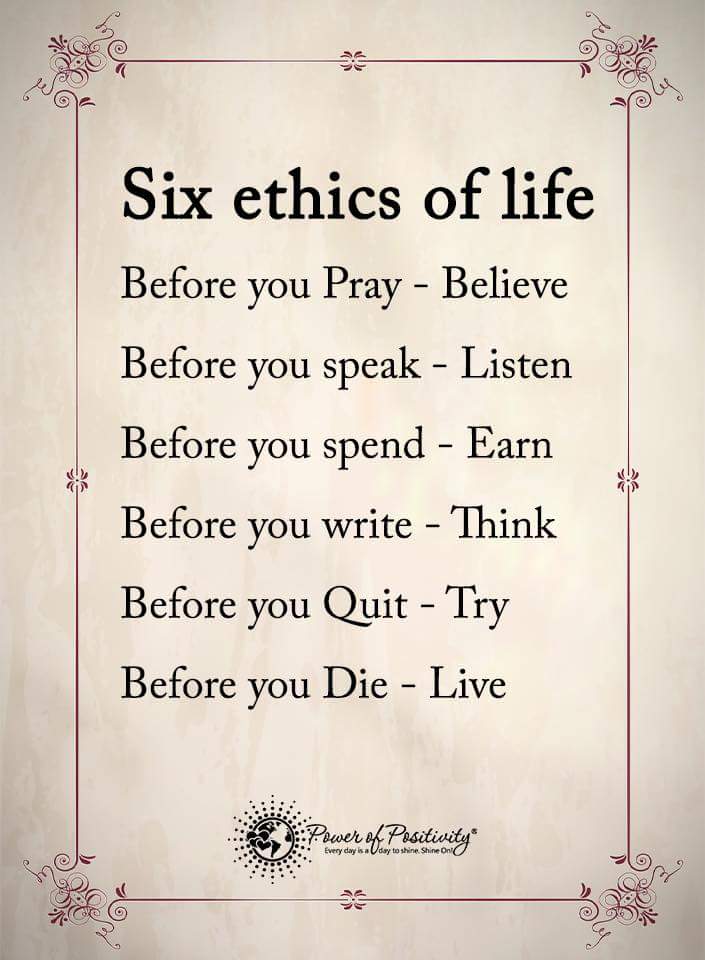 Six ethics of life
Before you Pray - Believe
Before you speak - Listen
Before you spend - Earn
Before you write - Think
Before you Quit - Try
Before you Die - Live
Power of Positivity®
Every day is a day to shine. Shine On!